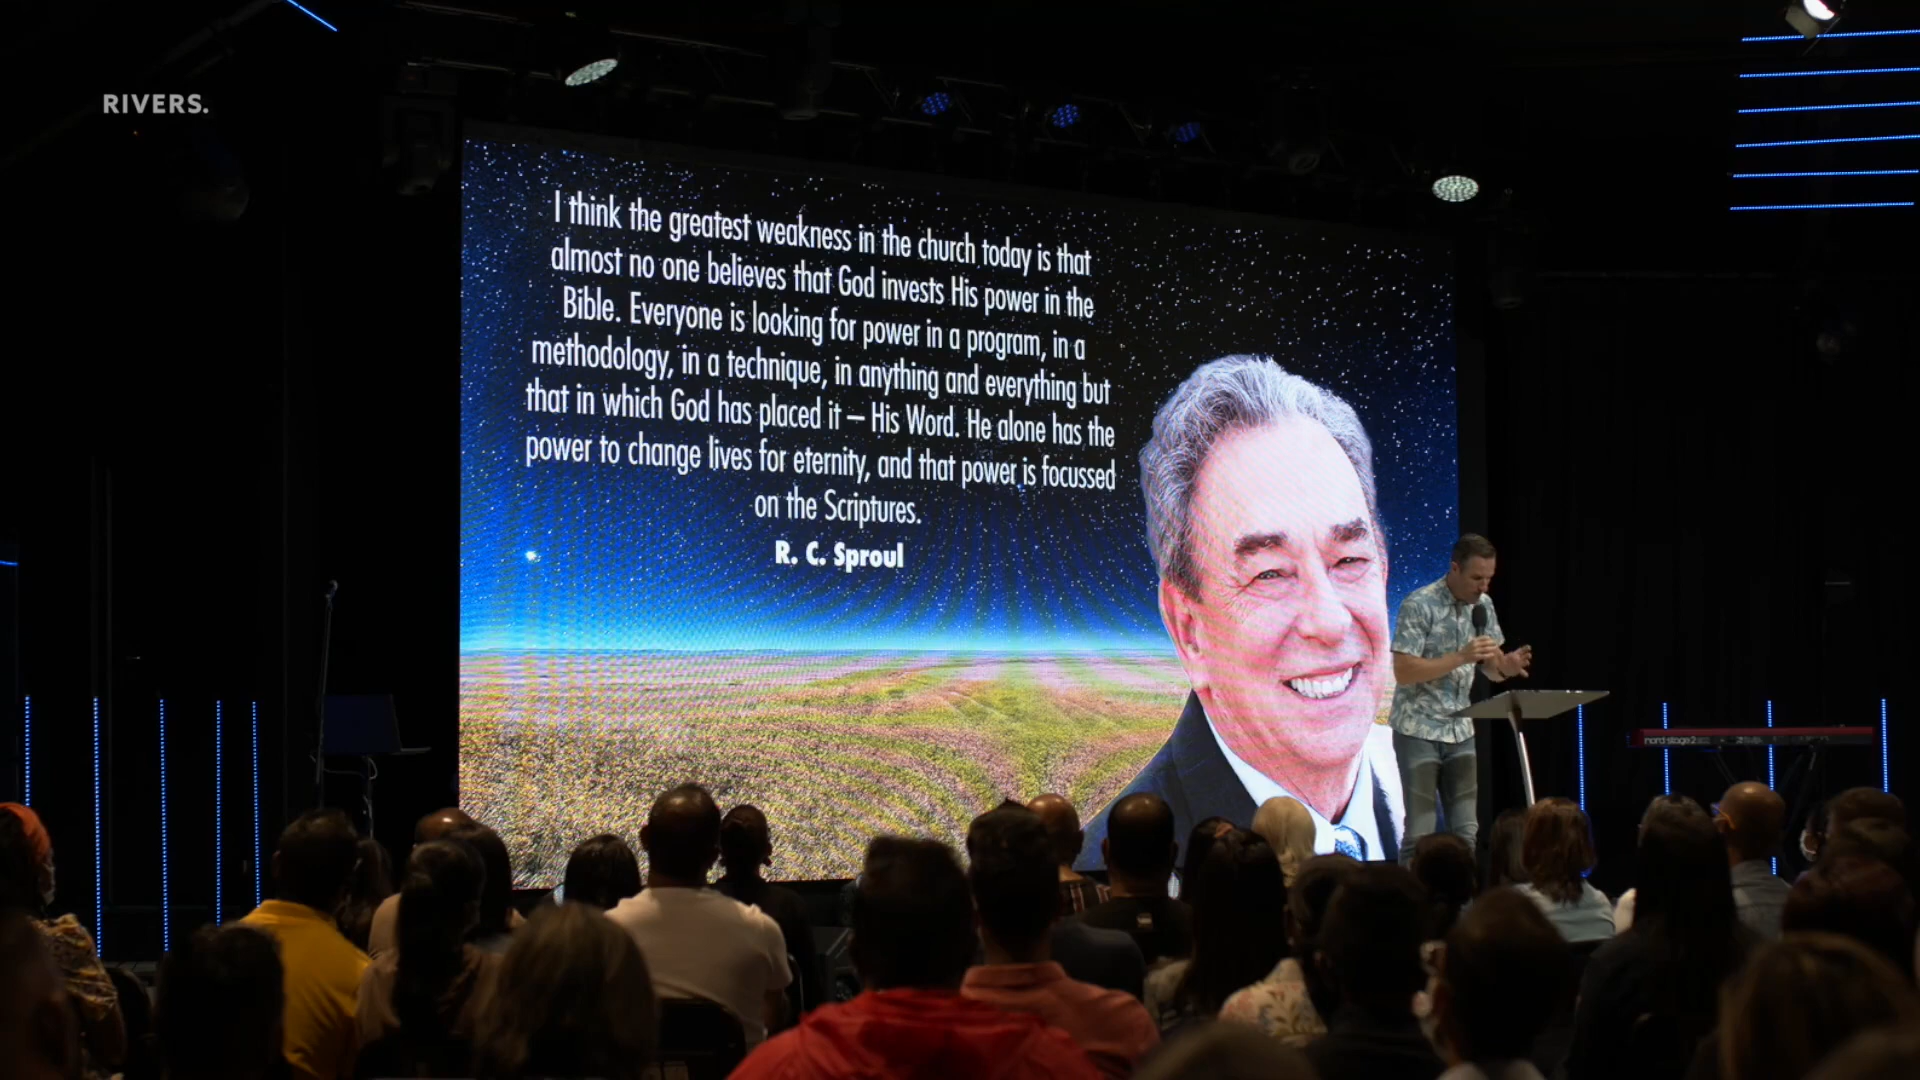 RIVERS.
I think the greatest weakness in the church today is that
almost no one believes that God invests His power in the
Bible. Everyone is looking for power in a program, in a
methodology, in a technique, in anything and everything but
that in which God has placed it – His Word. He alone has the
power to change lives for eternity, and that power is focussed
on the Scriptures.
R. C. Sproul
nord stage 2